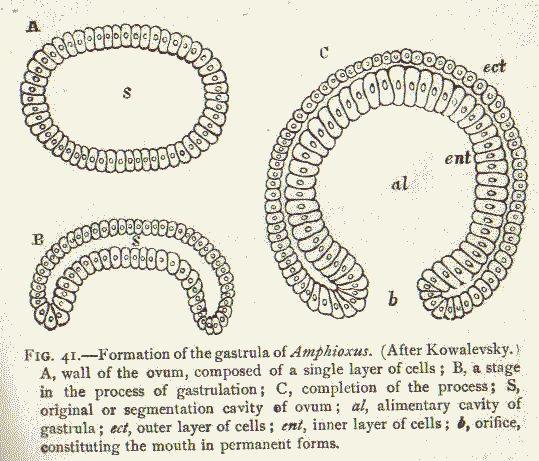 A
S
C
ect
ent
al
B
S
b
FIG. 41.—Formation of the gastrula of Amphioxus. (After Kowalevsky.)
A, wall of the ovum, composed of a single layer of cells; B, a stage
in the process of gastrulation; C, completion of the process; S,
original or segmentation cavity of ovum; al, alimentary cavity of
gastrula; ect, outer layer of cells; ent, inner layer of cells; b, orifice,
constituting the mouth in permanent forms.